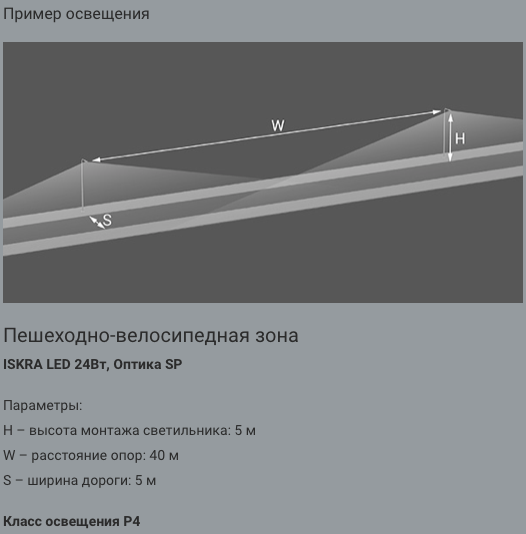 Пример освещения
W
H
S
Пешеходно-велосипедная зона
ISKRA LED 24Вт, Оптика SP
Параметры:
H – высота монтажа светильника: 5 м
W – расстояние опор: 40 м
S – ширина дороги: 5 м
Класс освещения P4